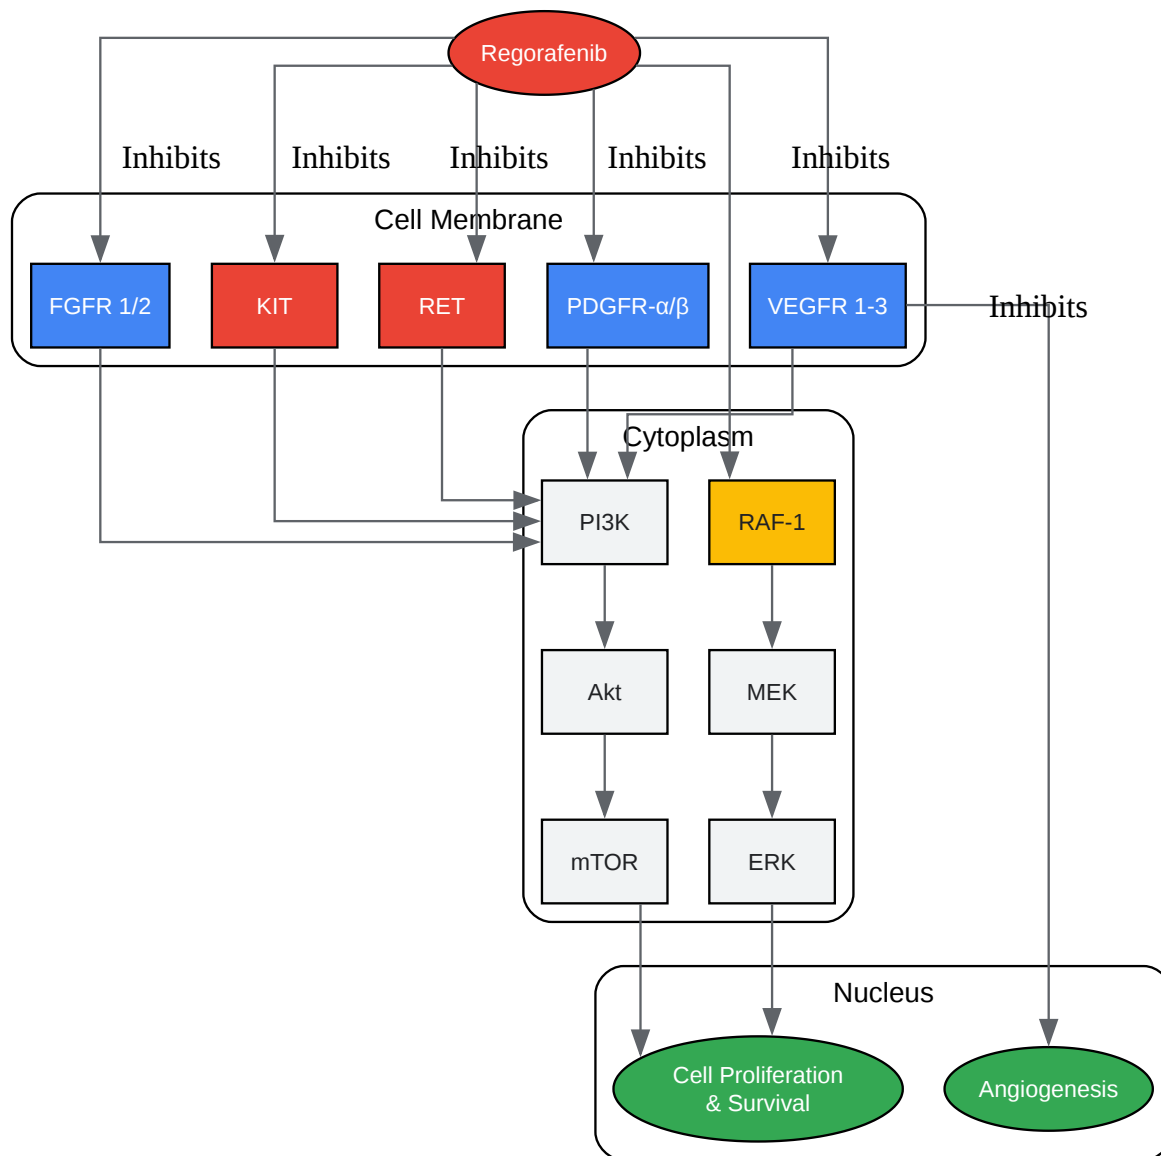 Regorafenib
Inhibits
Inhibits
Inhibits
Inhibits
Inhibits
Cell Membrane
FGFR 1/2
KIT
RET
PDGFR-α/β
VEGFR 1-3
Inhibits
Cytoplasm
PI3K
RAF-1
Akt
MEK
mTOR
ERK
Nucleus
Cell Proliferation
& Survival
Angiogenesis